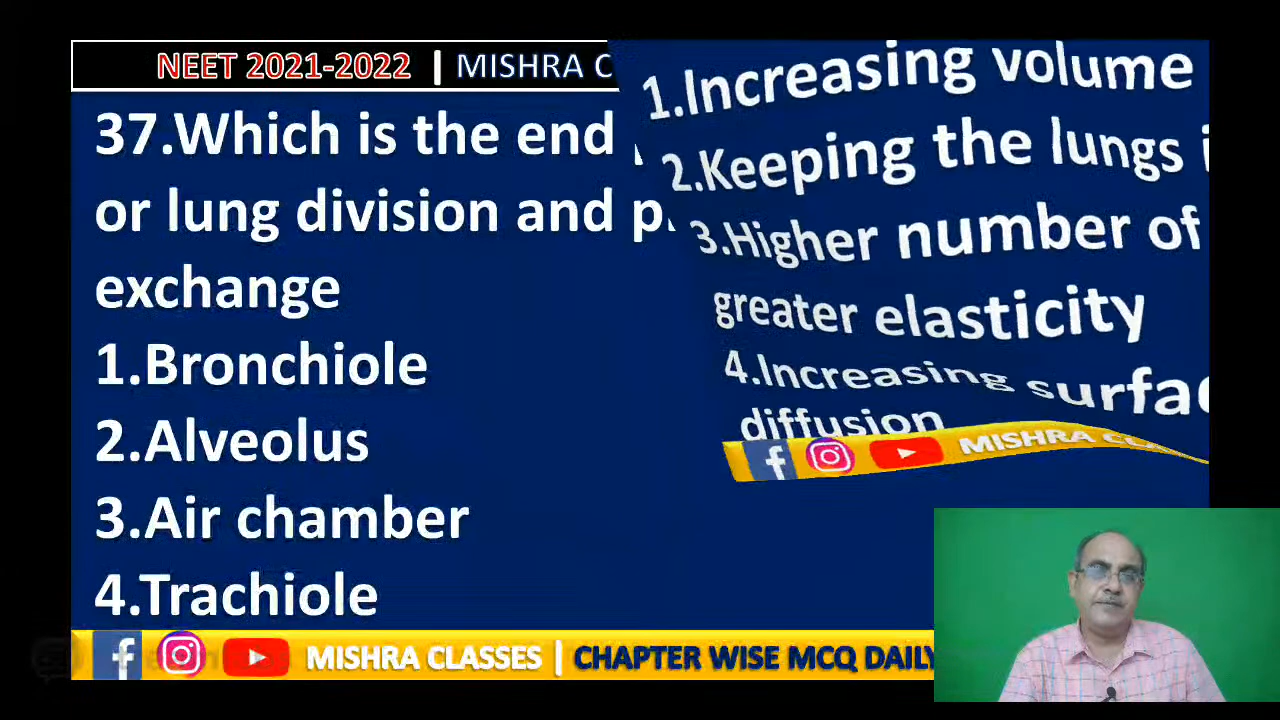 NEET 2021-2022 | MISHRA
37.Which is the end
or lung division and
exchange
1.Bronchiole
2.Alveolus
3.Air chamber
4.Trachiole
1.Increasing volume
2.Keeping the lungs
3.Higher number of
greater elasticity
4.Increasing
diffusion
MISHRA
MISHRA CLASSES | CHAPTER WISE MCQ DAILY